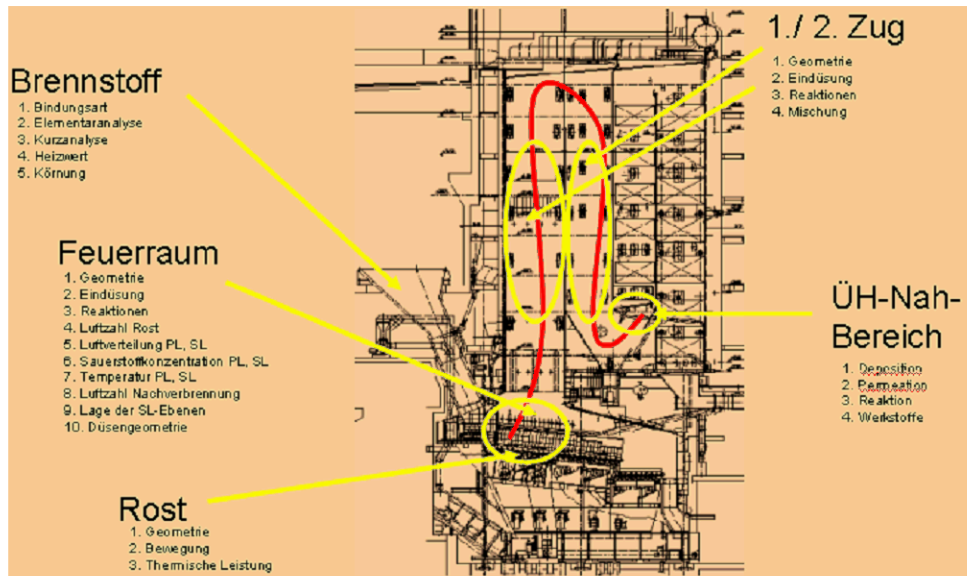 Brennstoff
1. Bindungsart
2. Elementaranalyse
3. Kurzanalyse
4. Heizwert
5. Körnung
Feuerraum
1. Geometrie
2. Eindüsung
3. Reaktionen
4. Luftzahl Rost
5. Luftverteilung PL, SL
6. Sauerstoffkonzentration PL, SL
7. Temperatur PL, SL
8. Luftzahl Nachverbrennung
9. Lage der SL-Ebenen
10. Düsengeometrie
Rost
1. Geometrie
2. Bewegung
3. Thermische Leistung
1./ 2. Zug
1. Geometrie
2. Eindüsung
3. Reaktionen
4. Mischung
ÜH-Nah-
Bereich
1. Deposition
2. Permeation
3. Reaktion
4. Werkstoffe